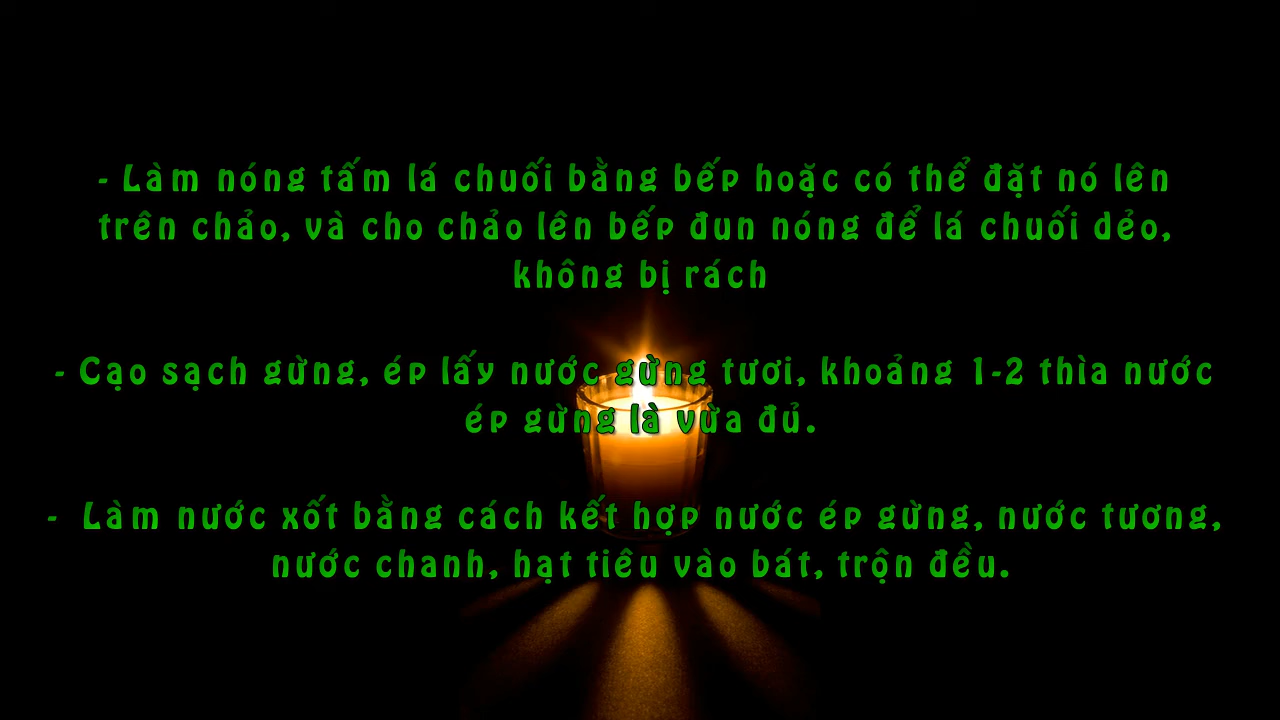 - Làm nóng tấm lá chuối bằng bếp hoặc có thể đặt nó lên
trên chảo, và cho chảo lên bếp đun nóng để lá chuối dẻo,
không bị rách
- Cạo sạch gừng, ép lấy nước gừng tươi, khoảng 1-2 thìa nước
ép gừng là vừa đủ.
- Làm nước xốt bằng cách kết hợp nước ép gừng, nước tương,
nước chanh, hạt tiêu vào bát, trộn đều.